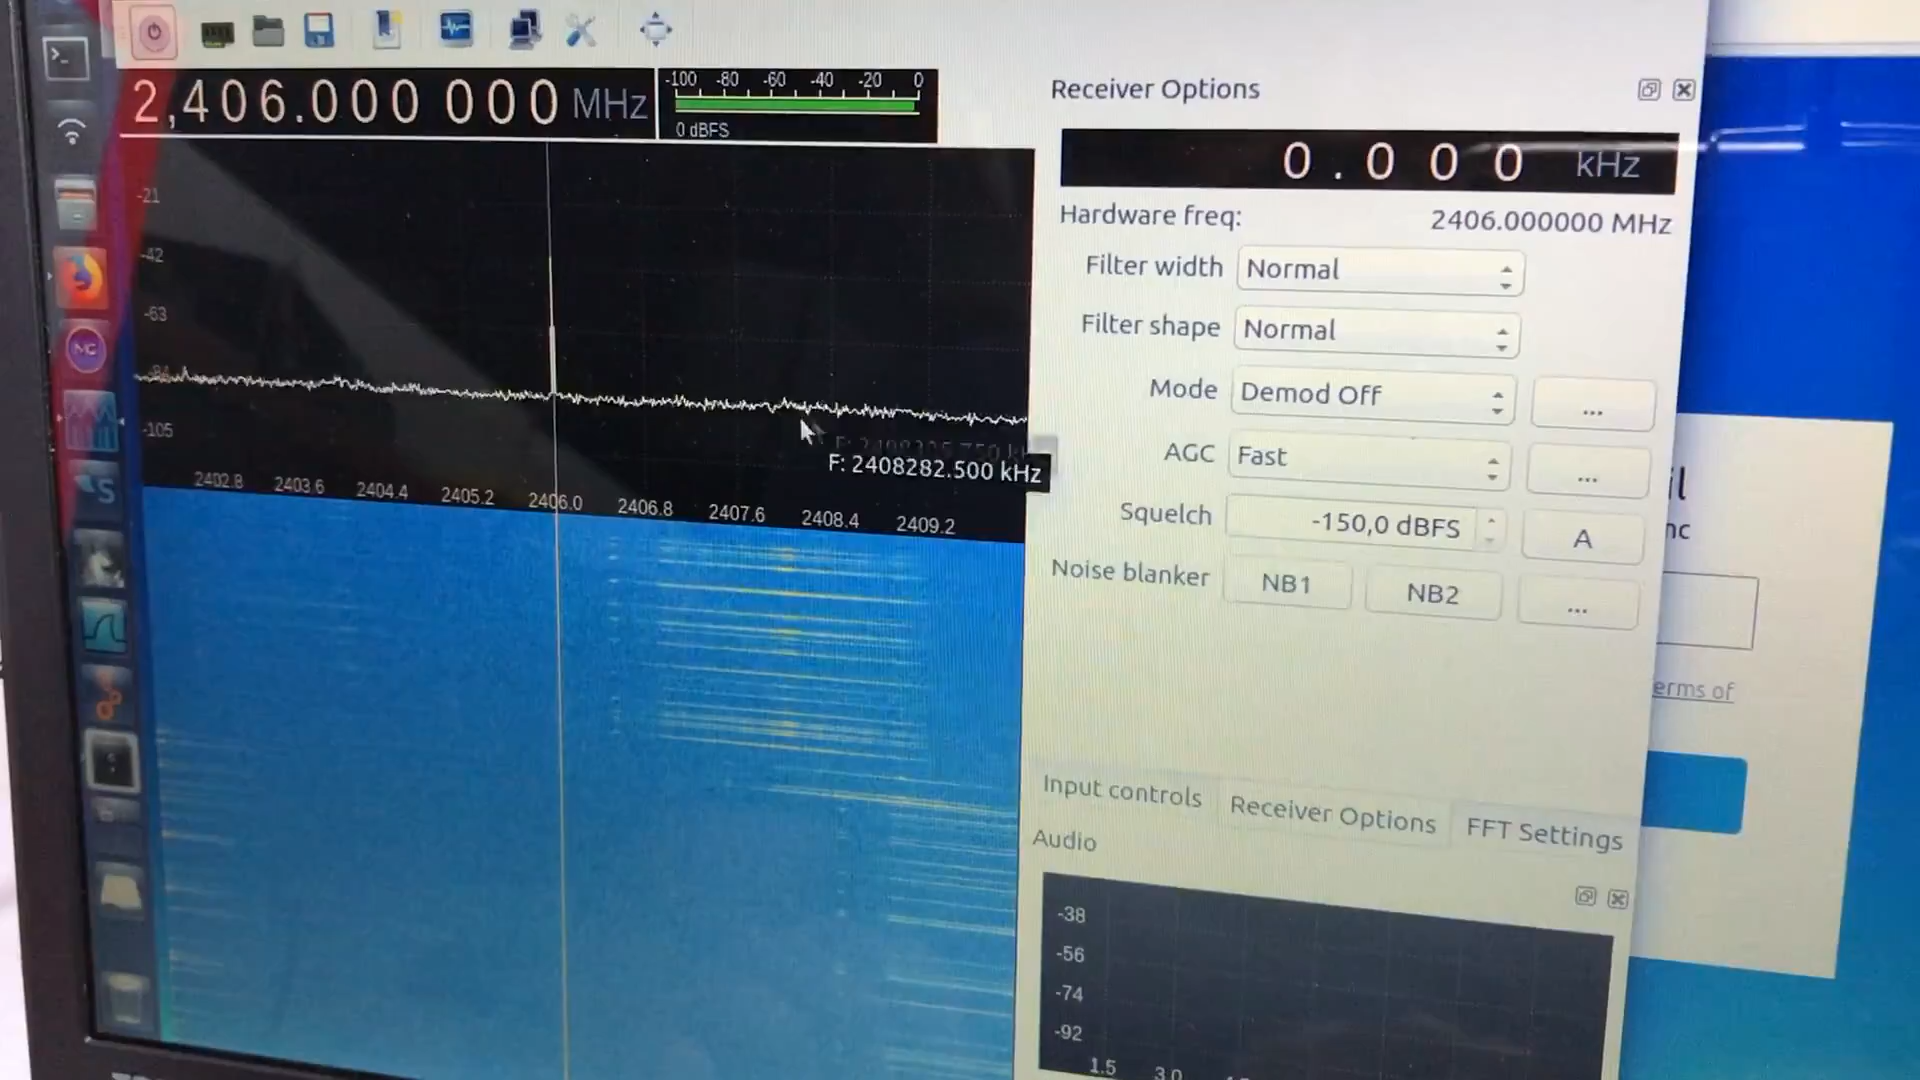 2,406.000 000 MHz
-100 -80 -60 -40 -20 0
0 dBFS
-21
-42
-63
-84
-105
F: 2408282.500 kHz
2402.8 2403.6 2404.4 2405.2 2406.0 2406.8 2407.6 2408.4 2409.2
MC
S
Receiver Options
0.000 kHz
Hardware freq: 2406.000000 MHz
Filter width Normal
Filter shape Normal
Mode Demod Off ...
AGC Fast ...
Squelch -150,0 dBFS A
Noise blanker NB1 NB2 ...
Input controls Receiver Options FFT Settings
Audio
-38
-56
-74
-92
1.5 3.0
il
nc
erms of